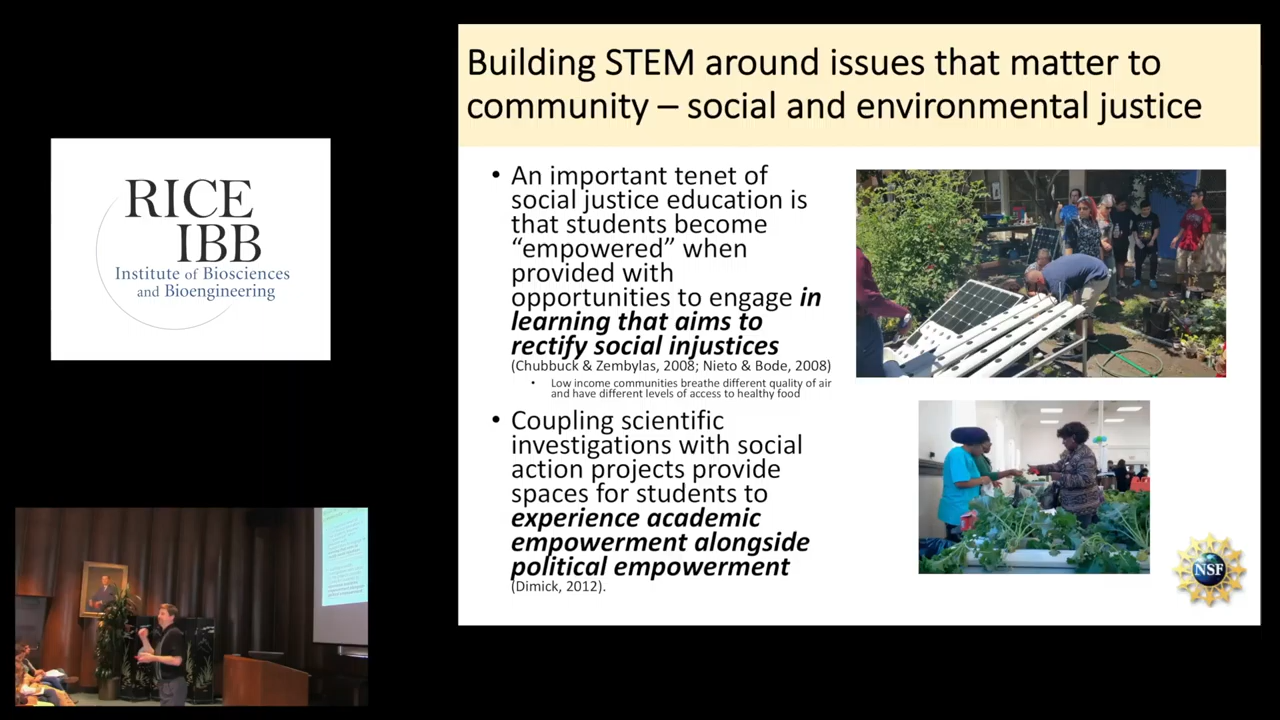 RICE
IBB
Institute of Biosciences
and Bioengineering
Building STEM around issues that matter to
community – social and environmental justice
• An important tenet of
social justice education is
that students become
“empowered” when
provided with
opportunities to engage in
learning that aims to
rectify social injustices
(Chubbuck & Zembylas, 2008; Nieto & Bode, 2008)
• Low income communities breathe different quality of air
and have different levels of access to healthy food
• Coupling scientific
investigations with social
action projects provide
spaces for students to
experience academic
empowerment alongside
political empowerment
(Dimick, 2012).
NSF